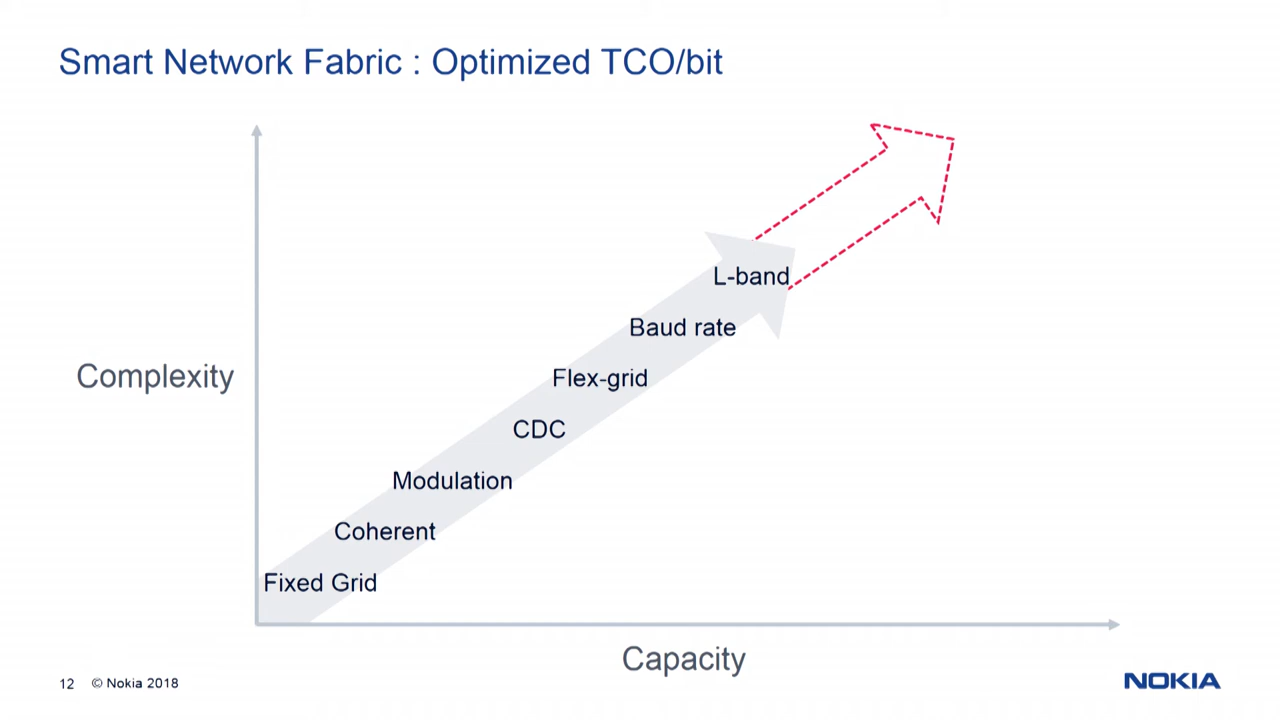 Smart Network Fabric : Optimized TCO/bit
L-band
Baud rate
Complexity
Flex-grid
CDC
Modulation
Coherent
Fixed Grid
Capacity
12 © Nokia 2018
NOKIA